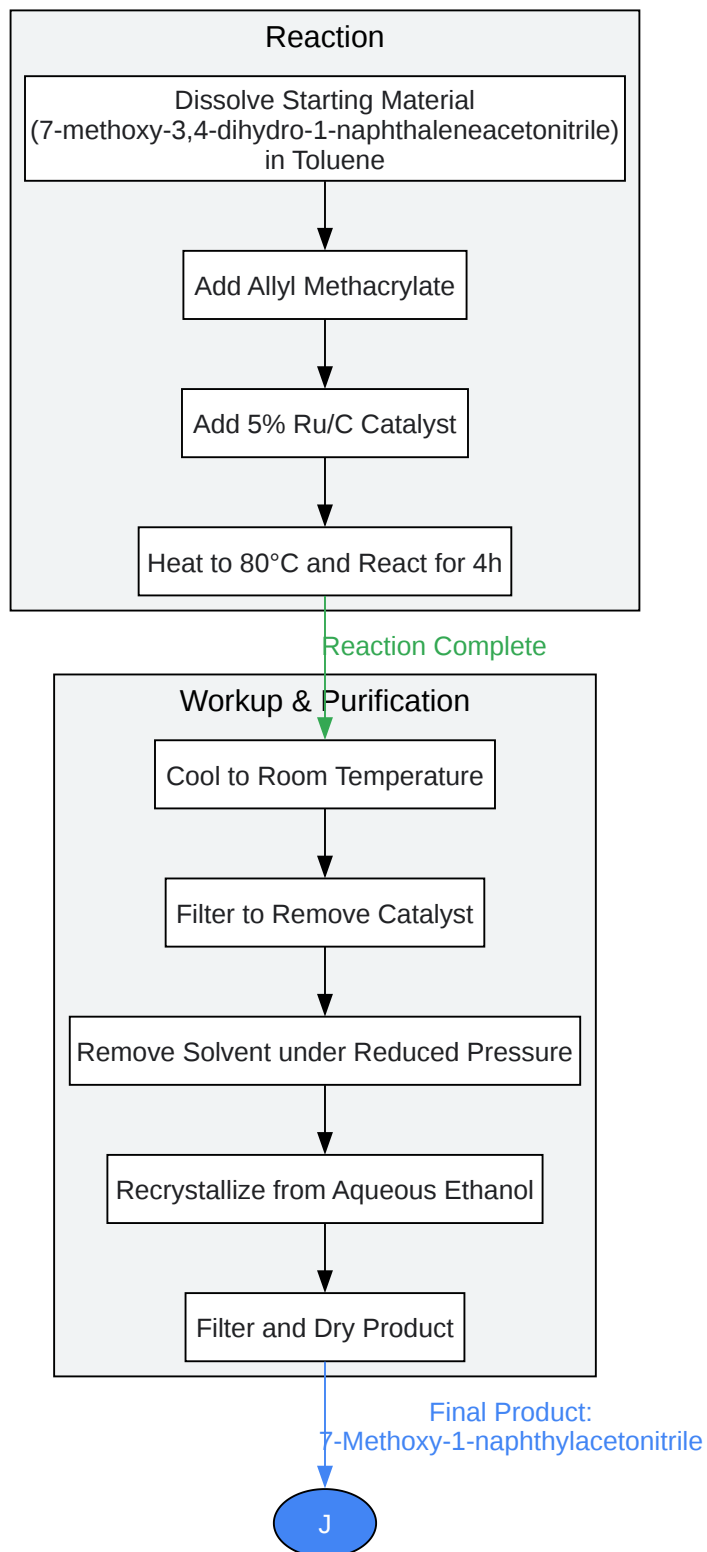 Reaction
Dissolve Starting Material
(7-methoxy-3,4-dihydro-1-naphthaleneacetonitrile)
in Toluene
Add Allyl Methacrylate
Add 5% Ru/C Catalyst
Heat to 80°C and React for 4h
Reaction Complete
Workup & Purification
Cool to Room Temperature
Filter to Remove Catalyst
Remove Solvent under Reduced Pressure
Recrystallize from Aqueous Ethanol
Filter and Dry Product
Final Product:
7-Methoxy-1-naphthylacetonitrile
J